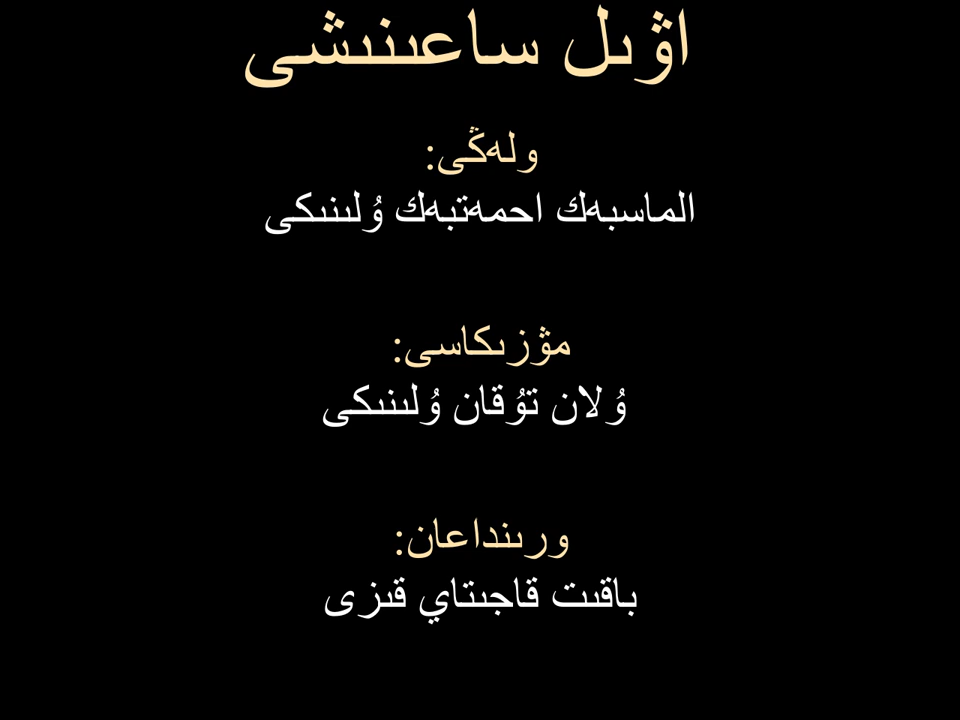 اۋىل ساعىنىشى
ولەڭى:
الماسبەك احمەتبەك ۇلىنىكى
مۋزىكاسى:
ۇلان تۇقان ۇلىنىكى
ورىنداعان:
باقىت قاجىتاي قىزى